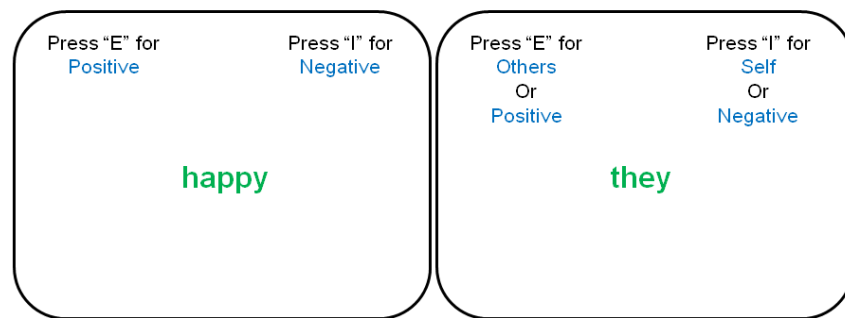 Press “E” for
Positive
Press “I” for
Negative
happy
Press “E” for
Others
Or
Positive
Press “I” for
Self
Or
Negative
they